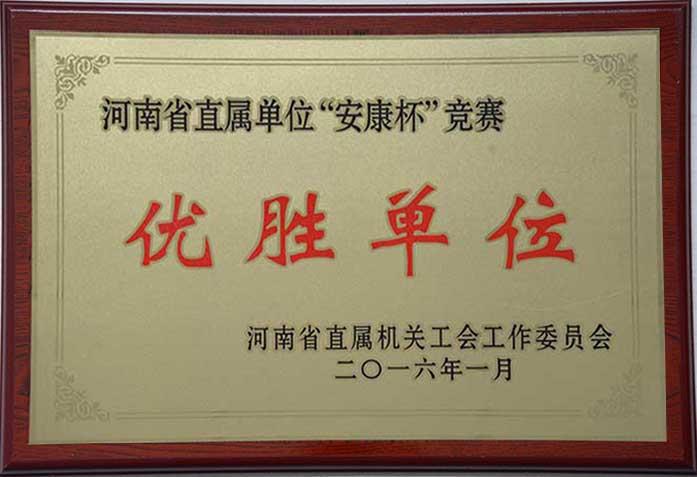 河南省直属单位“安康杯”竞赛
优胜单位
河南省直属机关工会工作委员会
二〇一六年一月